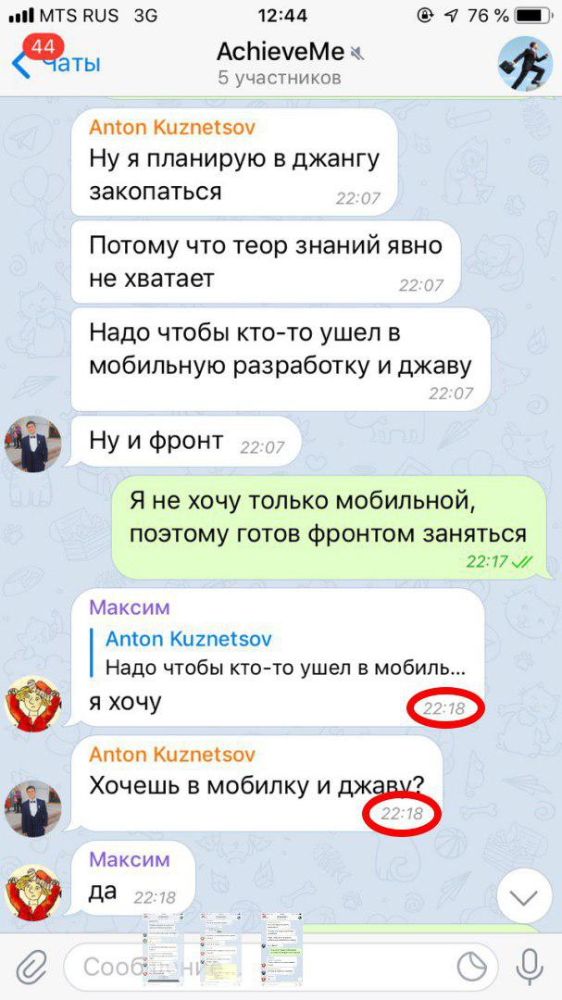 MTS RUS 3G 12:44 76 %
44
Чаты
AchieveMe
5 участников
Anton Kuznetsov
Ну я планирую в джангу
закопаться
22:07
Потому что теор знаний явно
не хватает
22:07
Надо чтобы кто-то ушел в
мобильную разработку и джаву
22:07
Ну и фронт 22:07
Я не хочу только мобильной,
поэтому готов фронтом заняться
22:17
Максим
Anton Kuznetsov
Надо чтобы кто-то ушел в мобиль...
я хочу
22:18
Anton Kuznetsov
Хочешь в мобилку и джаву?
22:18
Максим
да 22:18